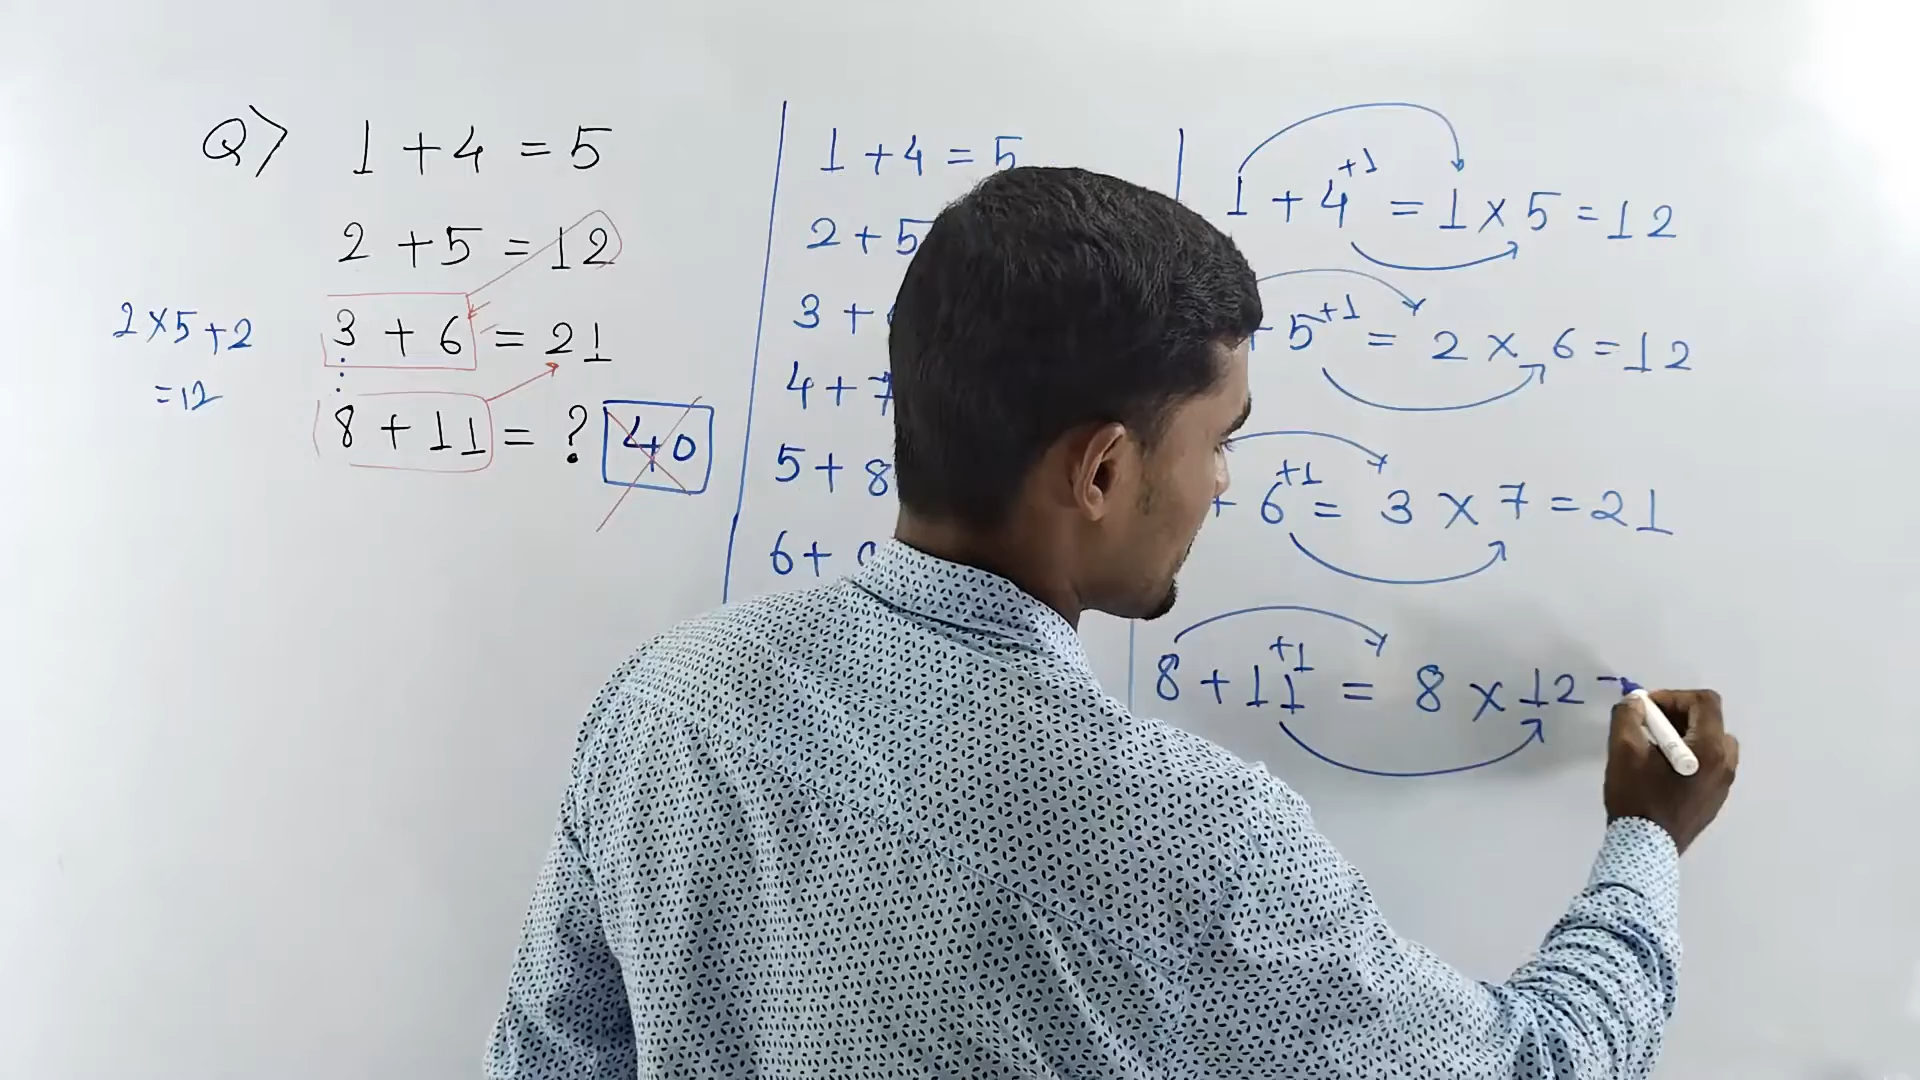 Q> 1 + 4 = 5
2 + 5 = 12
3 + 6 = 21
8 + 11 = ? 40
2 × 5 + 2
= 12
1 + 4 = 5
2 + 5
3 +
4 + 7
5 + 8
6 +
1 + 4 +1 = 1 × 5 = 12
+ 5 +1 = 2 × 6 = 12
+ 6 +1 = 3 × 7 = 21
8 + 11 +1 = 8 × 12